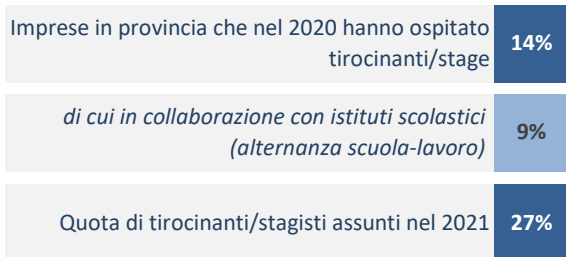 Imprese in provincia che nel 2020 hanno ospitato
tirocinanti/stage
14%
di cui in collaborazione con istituti scolastici
(alternanza scuola-lavoro)
9%
Quota di tirocinanti/stagisti assunti nel 2021
27%